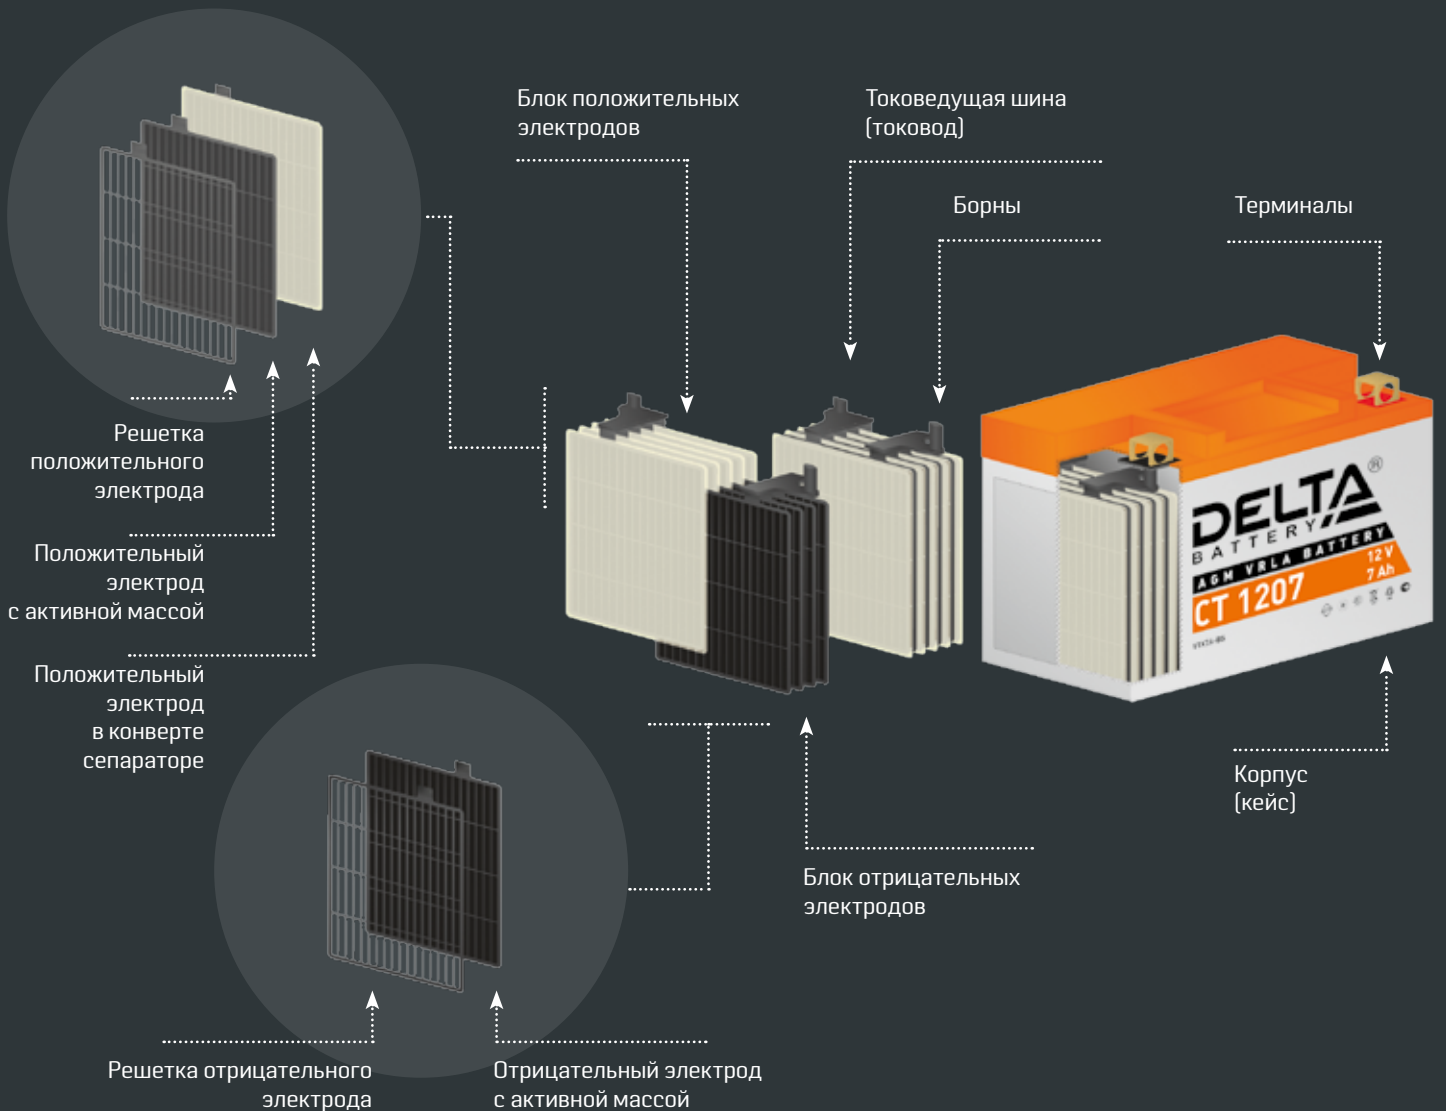 Блок положительных
электродов
Токоведущая шина
(токовод)
Борны
Терминалы
Решетка
положительного
электрода
Положительный
электрод
с активной массой
Положительный
электрод
в конверте
сепараторе
DELTA®
BATTERY
AGM VRLA BATTERY
12 V
7 Ah
CT 1207
Корпус
(кейс)
Блок отрицательных
электродов
Решетка отрицательного
электрода
Отрицательный электрод
с активной массой